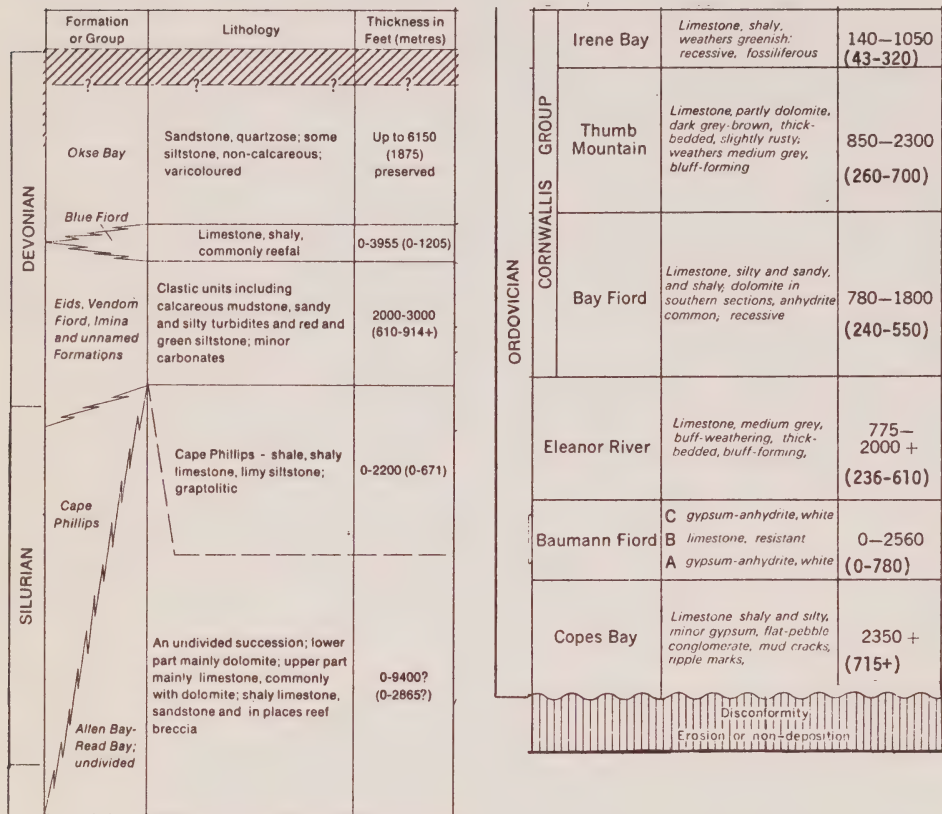 Formation
or Group
Lithology
Thickness in
Feet (metres)
? ? ? ?
DEVONIAN
Okse Bay
Sandstone, quartzose; some
siltstone, non-calcareous;
varicoloured
Up to 6150
(1875)
preserved
Blue Fiord
Limestone, shaly,
commonly reefal
0-3955 (0-1205)
Eids, Vendom
Fiord, Imina
and unnamed
Formations
Clastic units including
calcareous mudstone, sandy
and silty turbidites and red and
green siltstone; minor
carbonates
2000-3000
(610-914+)
SILURIAN
Cape
Phillips
Cape Phillips - shale, shaly
limestone, limy siltstone;
graptolitic
0-2200 (0-671)
Allen Bay-
Read Bay;
undivided
An undivided succession; lower
part mainly dolomite; upper part
mainly limestone, commonly
with dolomite; shaly limestone,
sandstone and in places reef
breccia
0-9400?
(0-2865?)
ORDOVICIAN
CORNWALLIS GROUP
Irene Bay
Limestone, shaly,
weathers greenish:
recessive, fossiliferous
140—1050
(43-320)
Thumb
Mountain
Limestone, partly dolomite,
dark grey-brown, thick-
bedded, slightly rusty;
weathers medium grey,
bluff-forming
850—2300
(260-700)
Bay Fiord
Limestone, silty and sandy,
and shaly, dolomite in
southern sections, anhydrite
common; recessive
780—1800
(240-550)
Eleanor River
Limestone, medium grey,
buff-weathering, thick-
bedded, bluff-forming,
775—
2000 +
(236-610)
Baumann Fiord
C gypsum-anhydrite, white
B limestone, resistant
A gypsum-anhydrite, white
0—2560
(0-780)
Copes Bay
Limestone shaly and silty,
minor gypsum, flat-pebble
conglomerate, mud cracks,
ripple marks,
2350 +
(715+)
Disconformity
Erosion or non-deposition